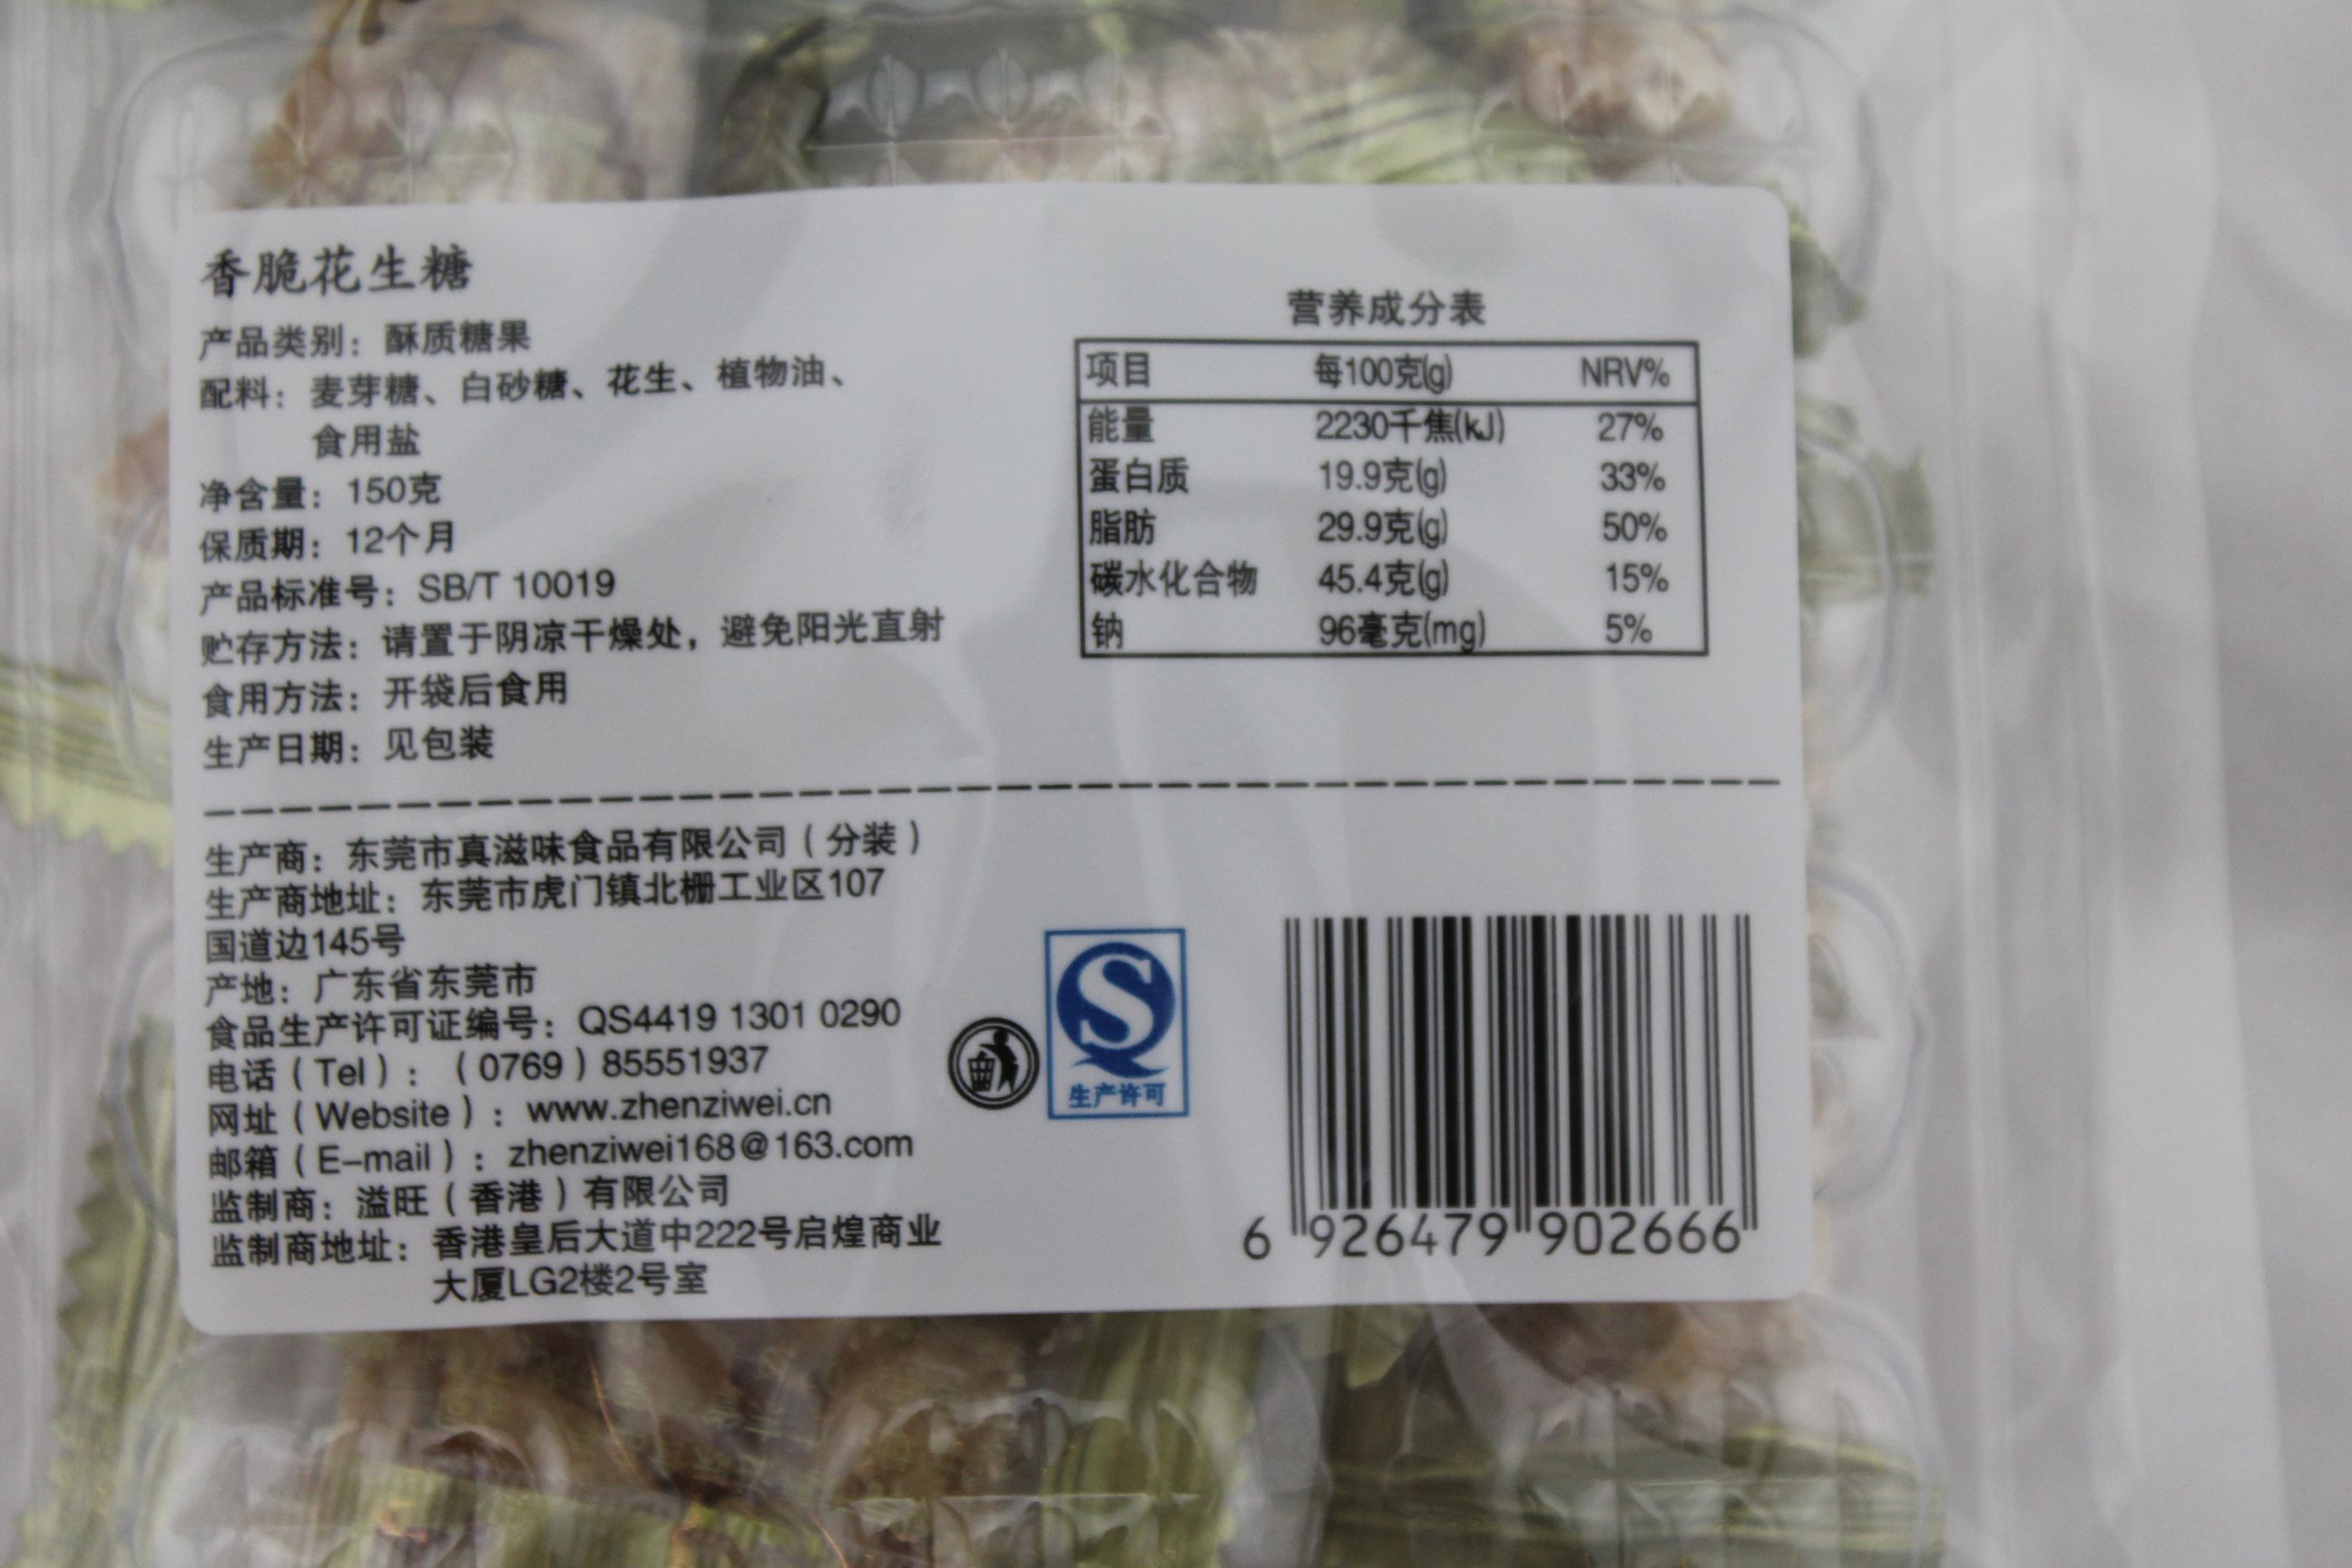 香脆花生糖
产品类别：酥质糖果
配料：麦芽糖、白砂糖、花生、植物油、
食用盐
净含量：150克
保质期：12个月
产品标准号：SB/T 10019
贮存方法：请置于阴凉干燥处，避免阳光直射
食用方法：开袋后食用
生产日期：见包装
营养成分表
项目 每100克(g) NRV%
能量 2230千焦(kJ) 27%
蛋白质 19.9克(g) 33%
脂肪 29.9克(g) 50%
碳水化合物 45.4克(g) 15%
钠 96毫克(mg) 5%
生产商：东莞市真滋味食品有限公司（分装）
生产商地址：东莞市虎门镇北栅工业区107
国道边145号
产地：广东省东莞市
食品生产许可证编号：QS4419 1301 0290
电话（Tel）：（0769）85551937
网址（Website）：www.zhenziwei.cn
邮箱（E-mail）：zhenziwei168@163.com
监制商：溢旺（香港）有限公司
监制商地址：香港皇后大道中222号启煌商业
大厦LG2楼2号室
生产许可
6 926479 902666